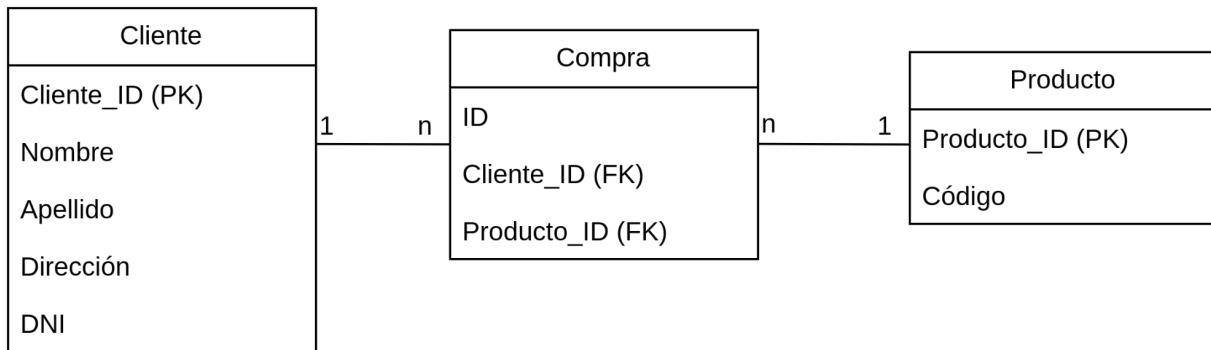 Cliente
Cliente_ID (PK)
Nombre
Apellido
Dirección
DNI
1
n
Compra
ID
Cliente_ID (FK)
Producto_ID (FK)
n
1
Producto
Producto_ID (PK)
Código